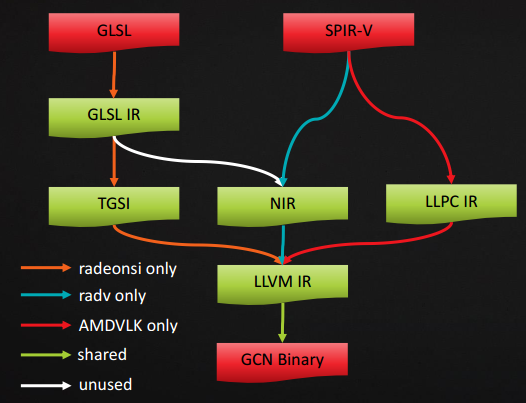 GLSL
SPIR-V
GLSL IR
TGSI
NIR
LLPC IR
LLVM IR
GCN Binary
radeonsi only
radv only
AMDVLK only
shared
unused